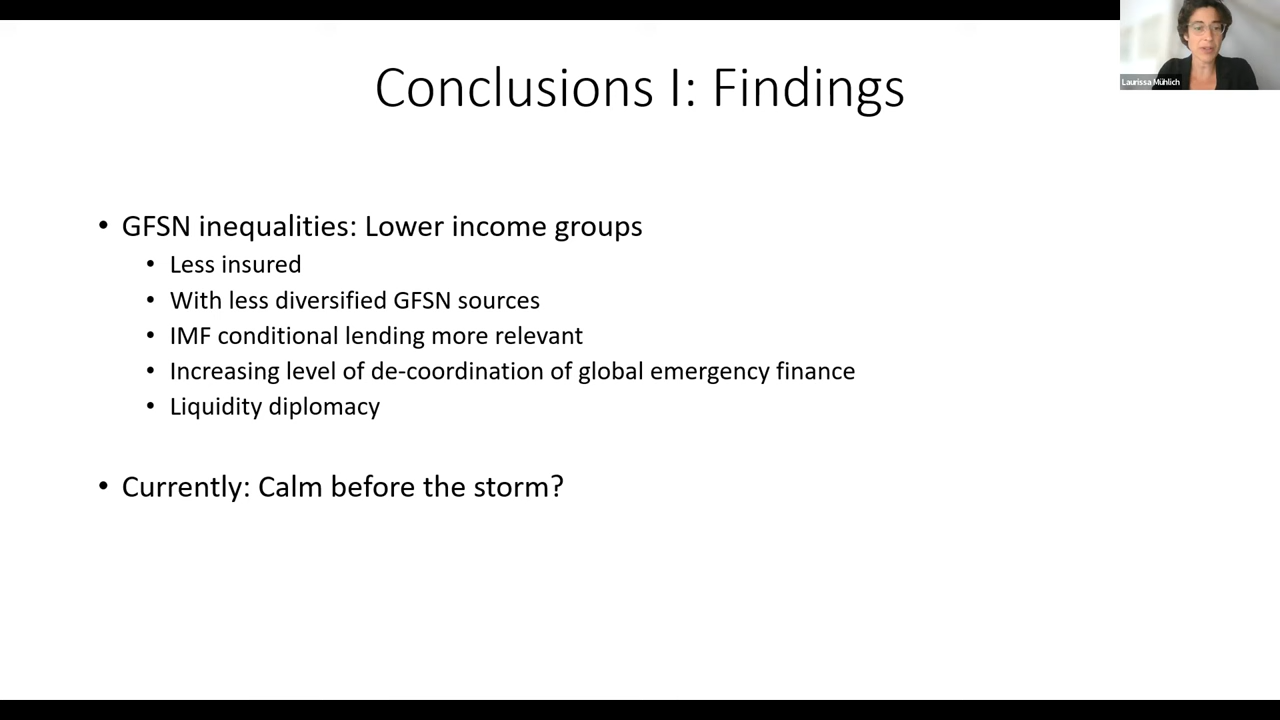 Laurissa Mühlich
Conclusions I: Findings
• GFSN inequalities: Lower income groups
• Less insured
• With less diversified GFSN sources
• IMF conditional lending more relevant
• Increasing level of de-coordination of global emergency finance
• Liquidity diplomacy
• Currently: Calm before the storm?